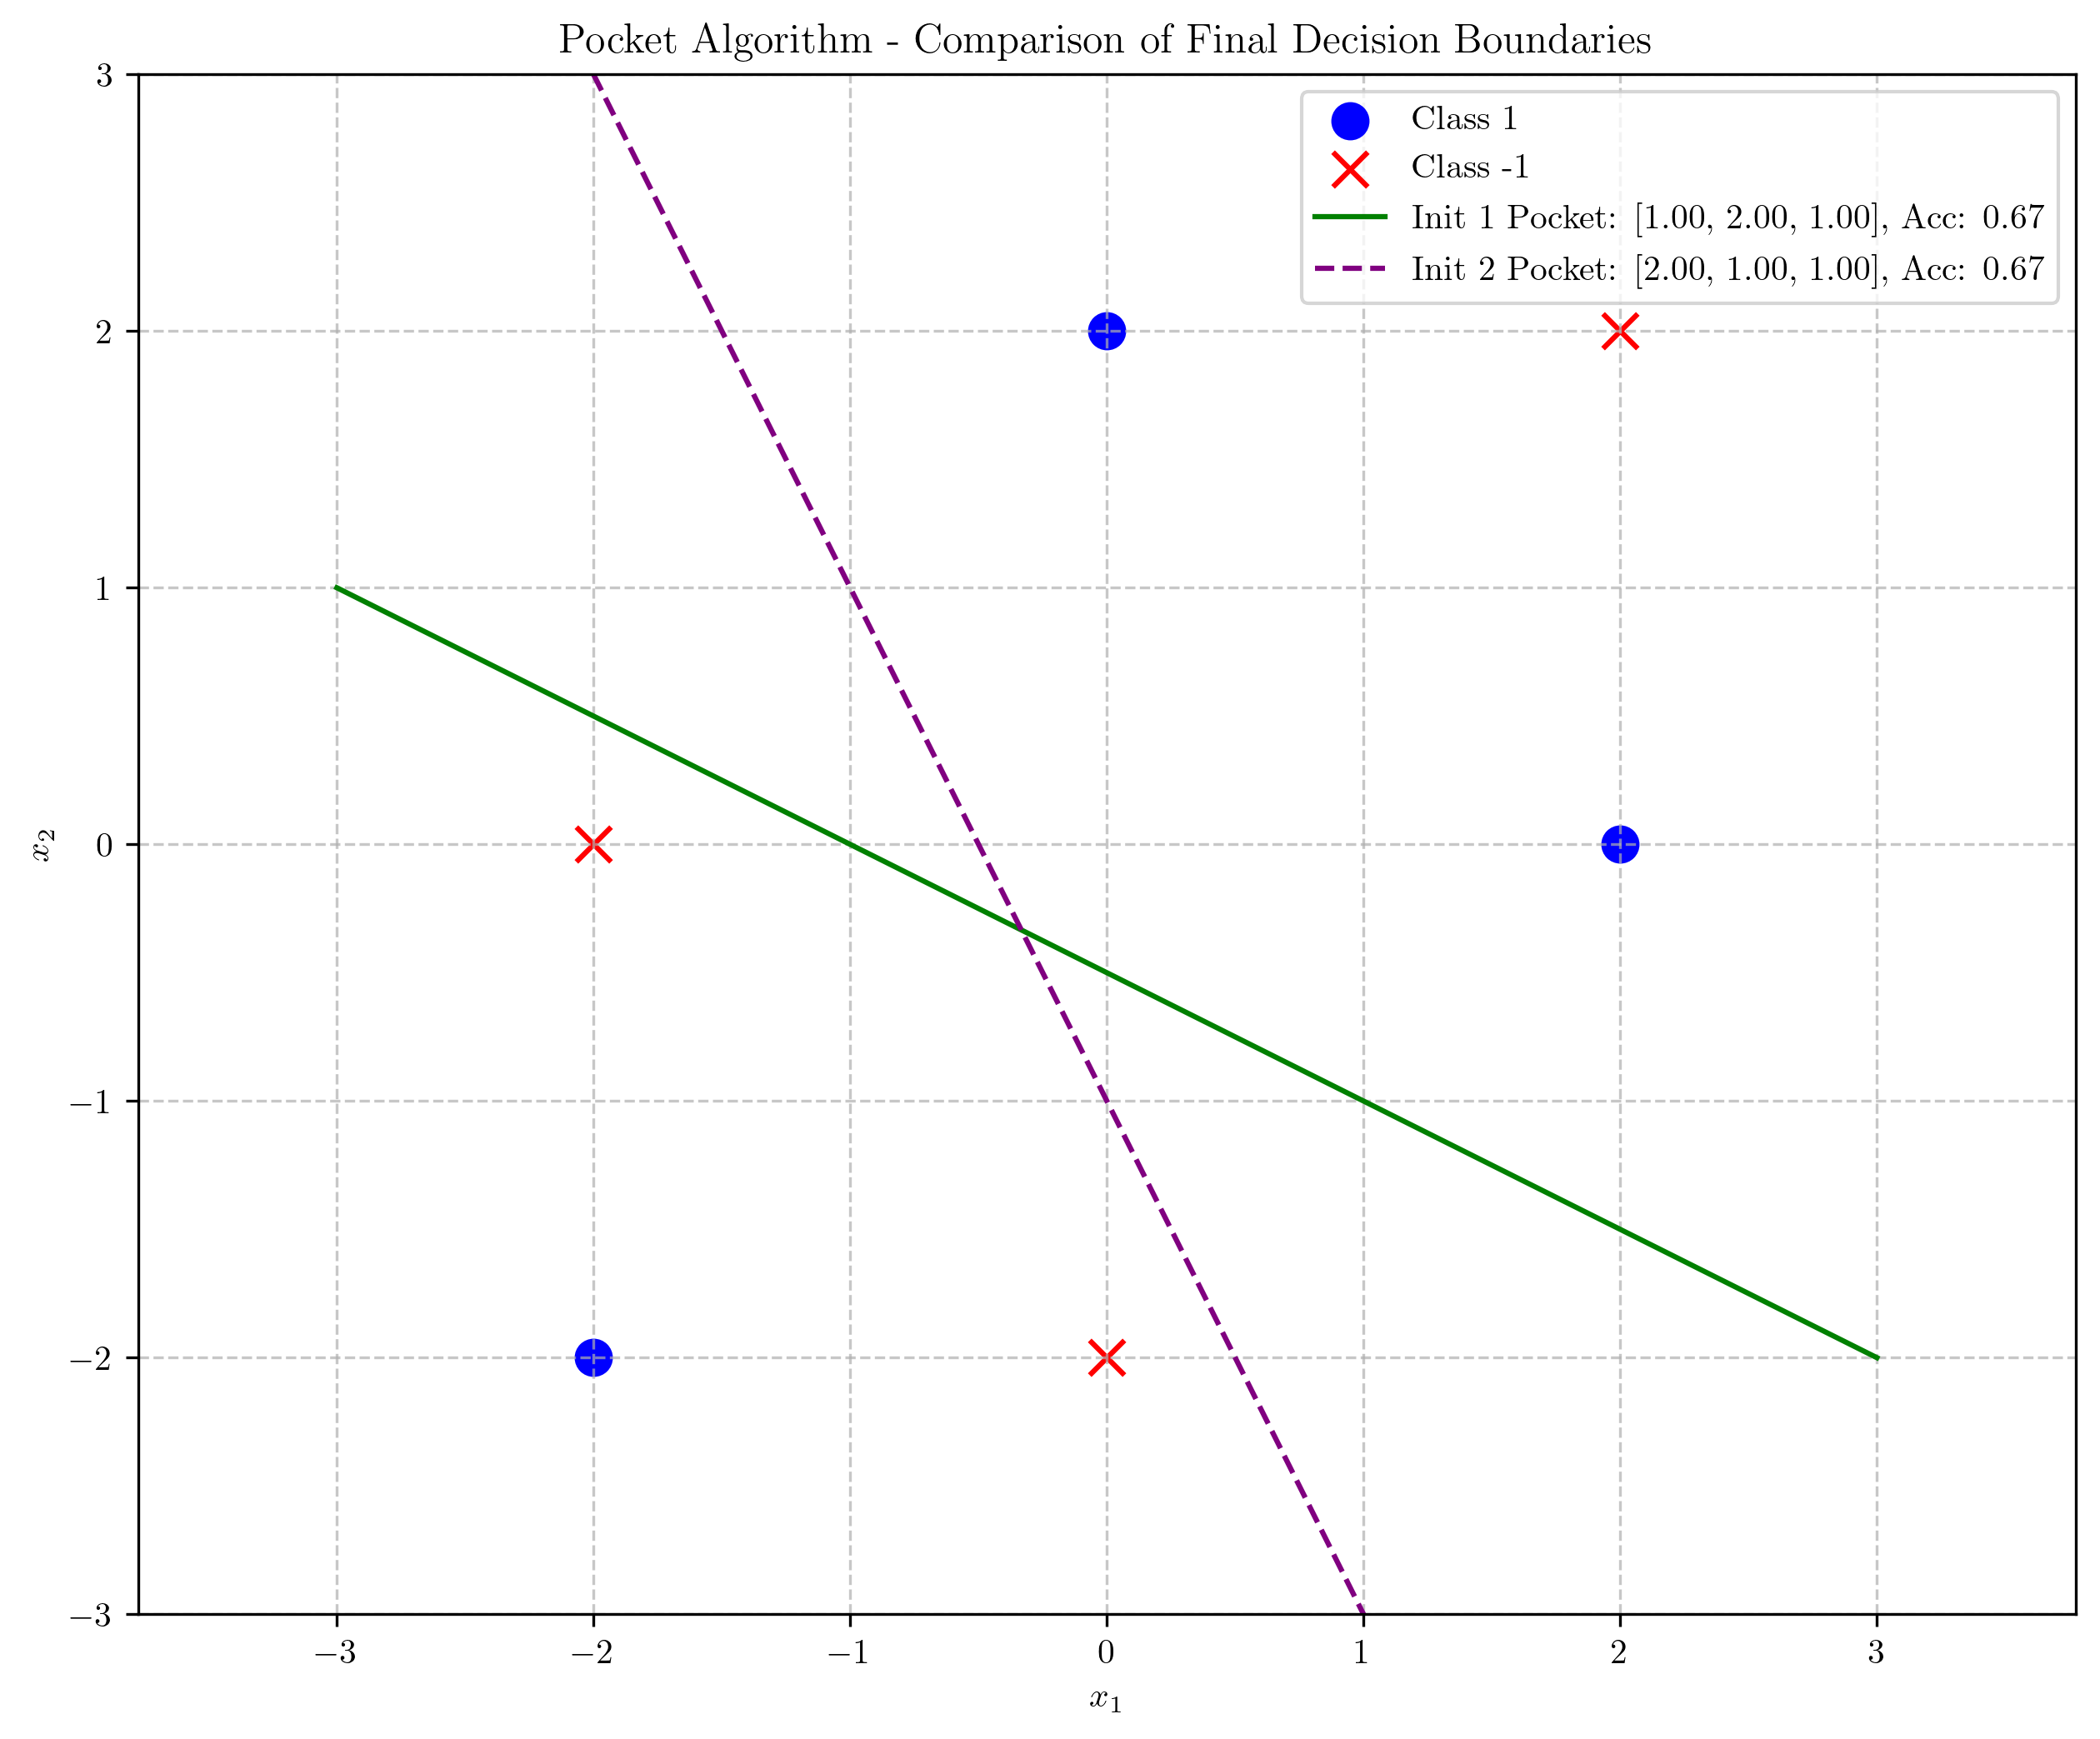 Pocket Algorithm - Comparison of Final Decision Boundaries
Class 1
Class -1
Init 1 Pocket: [1.00, 2.00, 1.00], Acc: 0.67
Init 2 Pocket: [2.00, 1.00, 1.00], Acc: 0.67
3
2
1
0
−1
−2
−3
x₂
−3
−2
−1
0
1
2
3
x₁